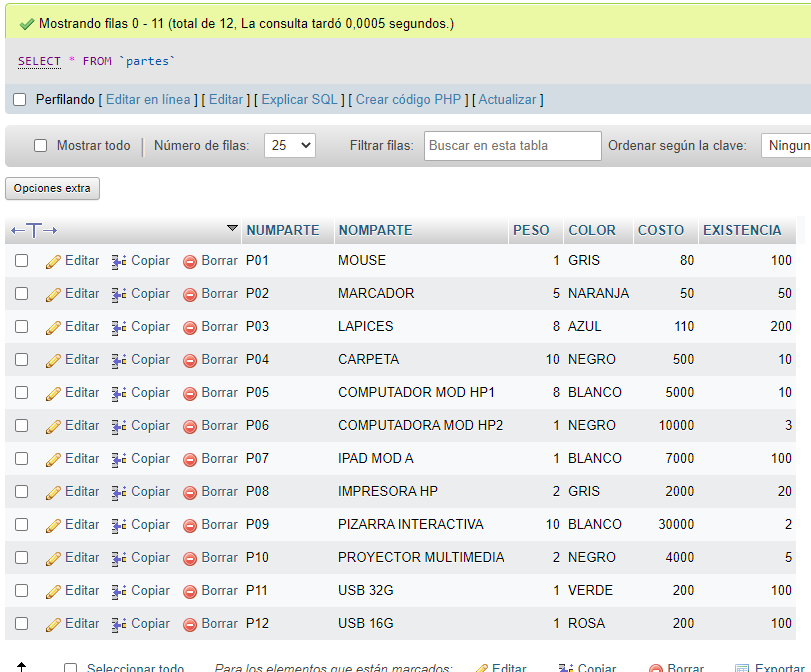 Mostrando filas 0 - 11 (total de 12, La consulta tardó 0,0005 segundos.)
SELECT * FROM `partes`
Perfilando [ Editar en línea ] [ Editar ] [ Explicar SQL ] [ Crear código PHP ] [ Actualizar ]
Mostrar todo | Número de filas: 25 Filtrar filas: Buscar en esta tabla Ordenar según la clave: Ningun
Opciones extra
←T→ NUMPARTE NOMPARTE PESO COLOR COSTO EXISTENCIA
Editar Copiar Borrar P01 MOUSE 1 GRIS 80 100
Editar Copiar Borrar P02 MARCADOR 5 NARANJA 50 50
Editar Copiar Borrar P03 LAPICES 8 AZUL 110 200
Editar Copiar Borrar P04 CARPETA 10 NEGRO 500 10
Editar Copiar Borrar P05 COMPUTADOR MOD HP1 8 BLANCO 5000 10
Editar Copiar Borrar P06 COMPUTADORA MOD HP2 1 NEGRO 10000 3
Editar Copiar Borrar P07 IPAD MOD A 1 BLANCO 7000 100
Editar Copiar Borrar P08 IMPRESORA HP 2 GRIS 2000 20
Editar Copiar Borrar P09 PIZARRA INTERACTIVA 10 BLANCO 30000 2
Editar Copiar Borrar P10 PROYECTOR MULTIMEDIA 2 NEGRO 4000 5
Editar Copiar Borrar P11 USB 32G 1 VERDE 200 100
Editar Copiar Borrar P12 USB 16G 1 ROSA 200 100
Seleccionar todo Para los elementos que están marcados: Editar Copiar Borrar Exportar